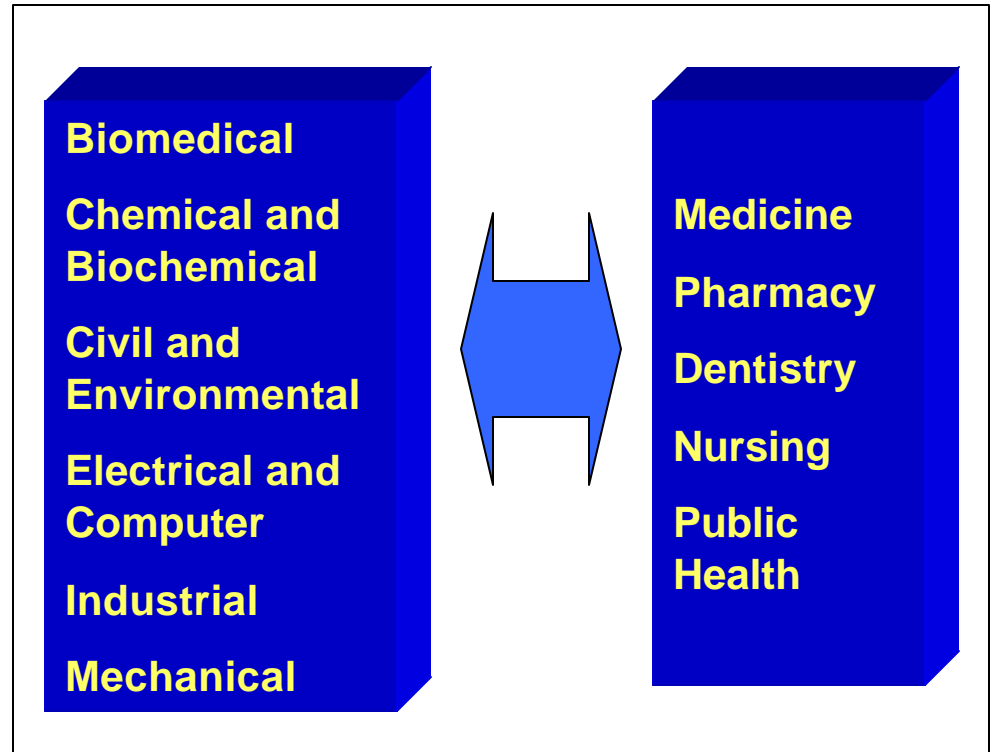 Biomedical
Chemical and
Biochemical
Civil and
Environmental
Electrical and
Computer
Industrial
Mechanical
Medicine
Pharmacy
Dentistry
Nursing
Public
Health